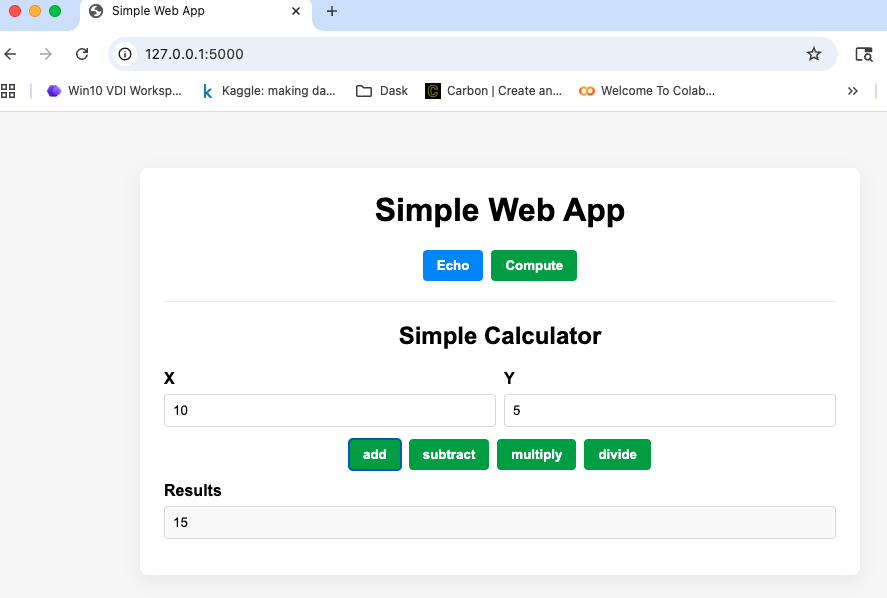 Simple Web App
127.0.0.1:5000
Win10 VDI Worksp...
Kaggle: making da...
Dask
Carbon | Create an...
Welcome To Colab...
Simple Web App
Echo Compute
Simple Calculator
X Y
10 5
add subtract multiply divide
Results
15